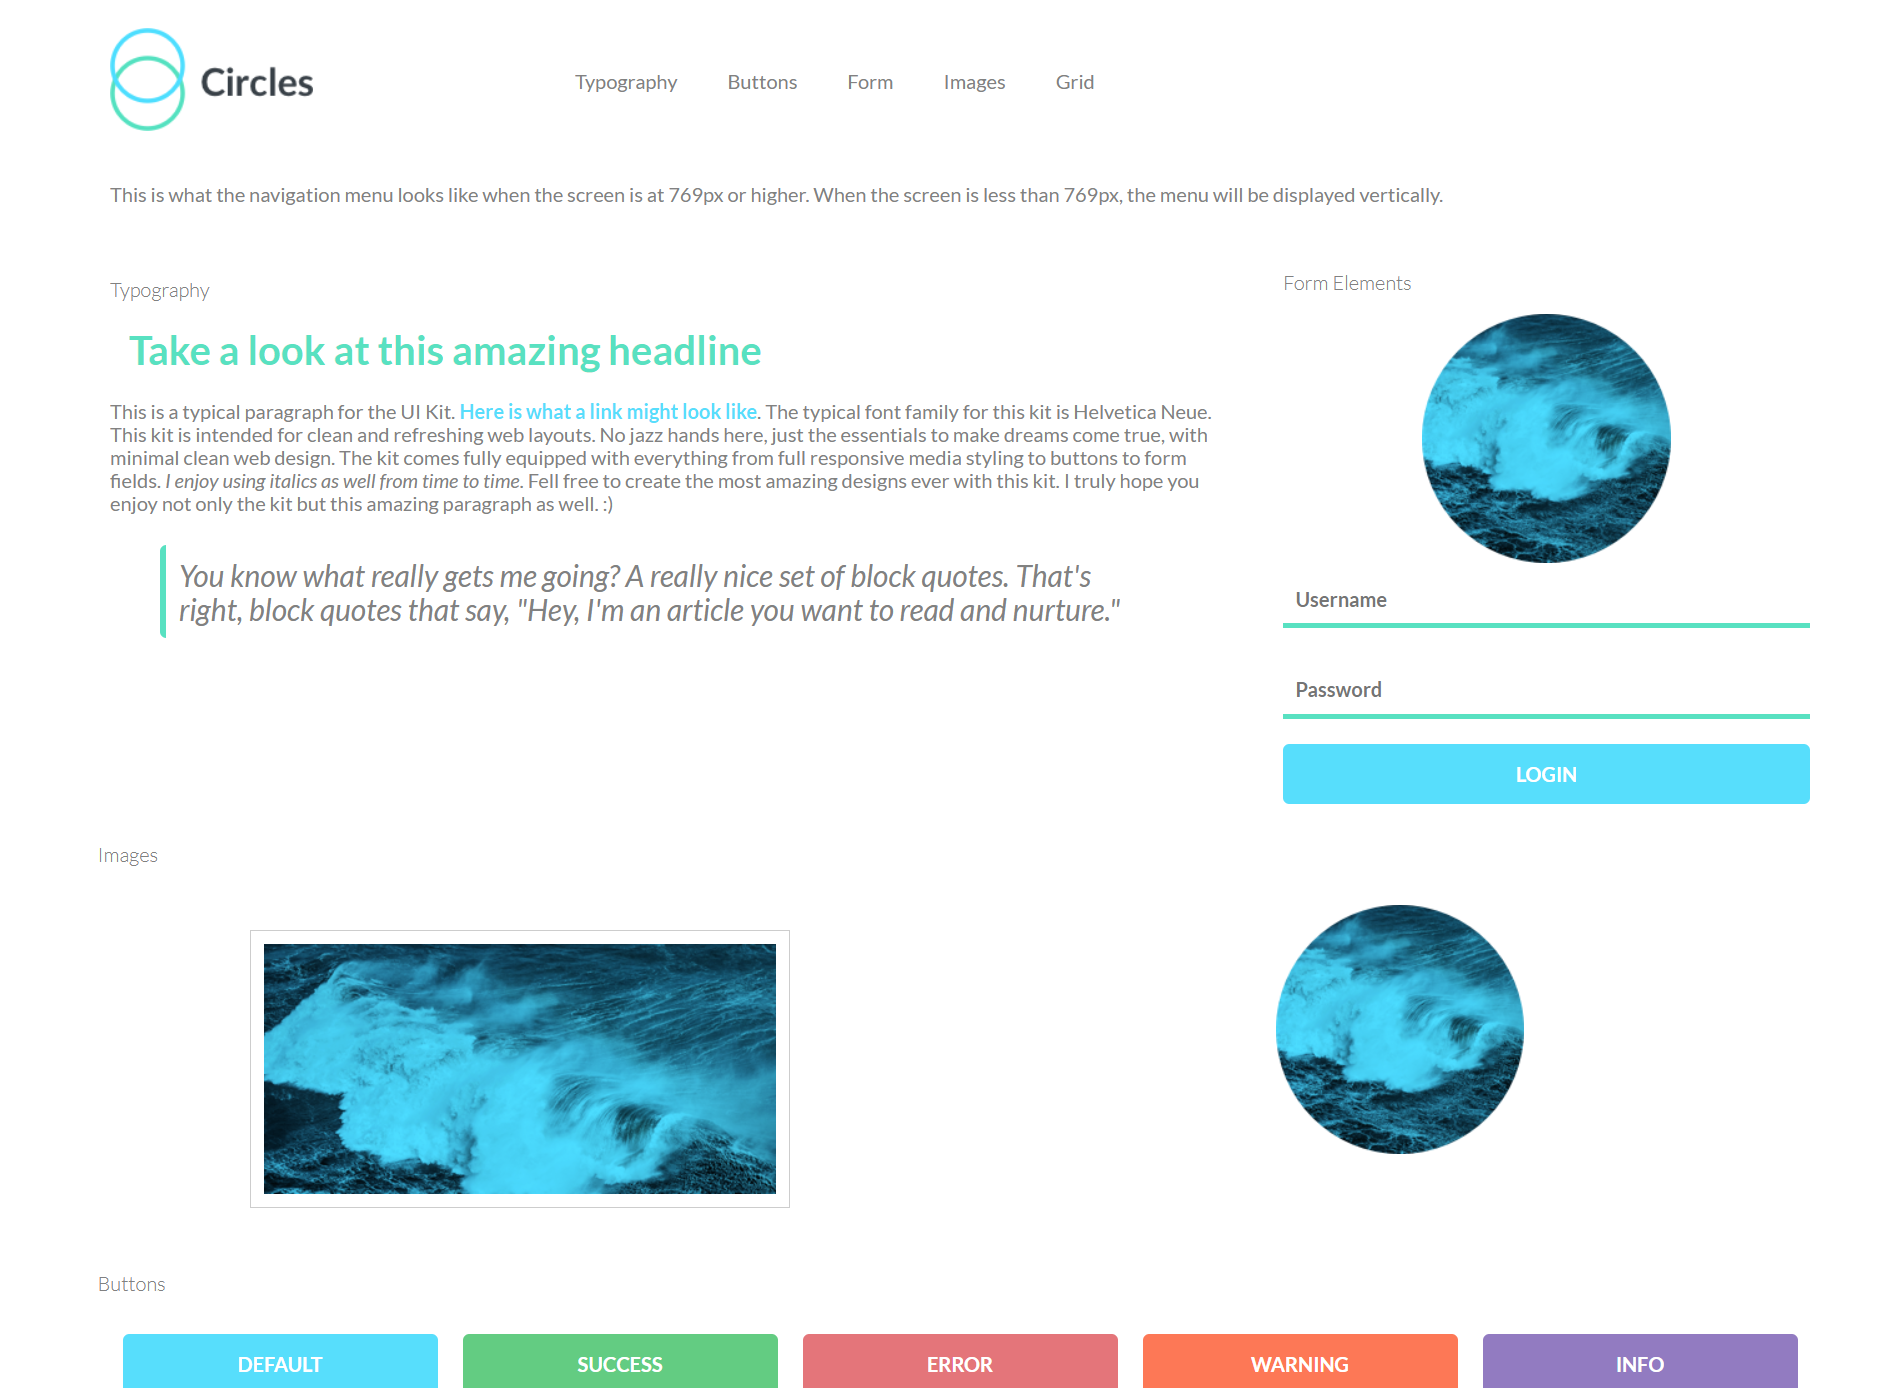 Circles
Typography Buttons Form Images Grid
This is what the navigation menu looks like when the screen is at 769px or higher. When the screen is less than 769px, the menu will be displayed vertically.
Typography
Take a look at this amazing headline
This is a typical paragraph for the UI Kit. Here is what a link might look like. The typical font family for this kit is Helvetica Neue.
This kit is intended for clean and refreshing web layouts. No jazz hands here, just the essentials to make dreams come true, with
minimal clean web design. The kit comes fully equipped with everything from full responsive media styling to buttons to form
fields. I enjoy using italics as well from time to time. Fell free to create the most amazing designs ever with this kit. I truly hope you
enjoy not only the kit but this amazing paragraph as well. :)
You know what really gets me going? A really nice set of block quotes. That's
right, block quotes that say, "Hey, I'm an article you want to read and nurture."
Form Elements
Username
Password
LOGIN
Images
Buttons
DEFAULT SUCCESS ERROR WARNING INFO